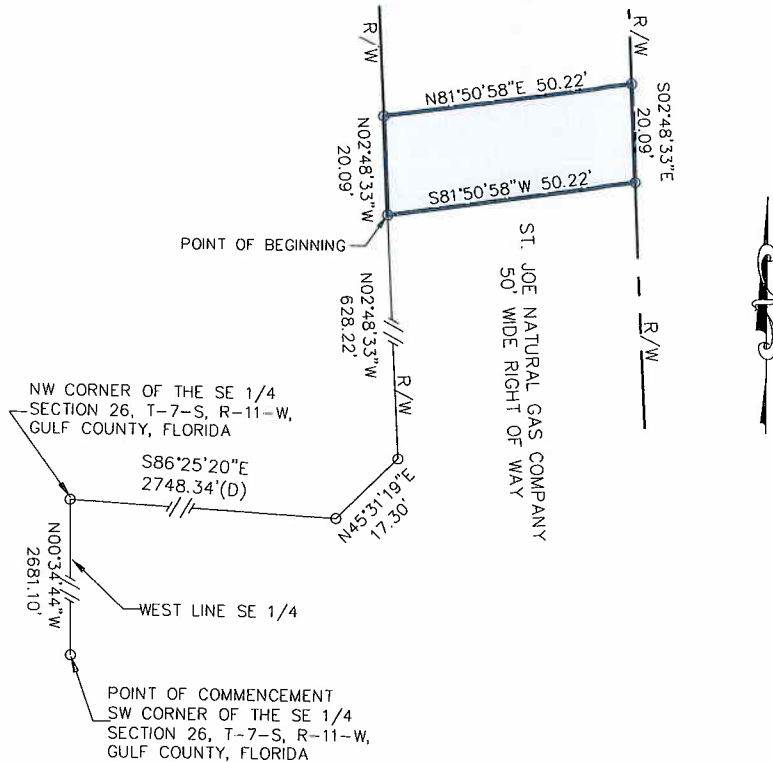 R/W
R/W
N81°50'58"E 50.22'
S02°48'33"E
20.09'
N02°48'33"W
20.09'
S81°50'58"W 50.22'
POINT OF BEGINNING
ST. JOE NATURAL GAS COMPANY
50' WIDE RIGHT OF WAY
N02°48'33"W
628.22'
R/W
R/W
NW CORNER OF THE SE 1/4
SECTION 26, T-7-S, R-11-W,
GULF COUNTY, FLORIDA
S86°25'20"E
2748.34'(D)
N45°31'19"E
17.30'
N00°34'44"W
2681.10'
WEST LINE SE 1/4
POINT OF COMMENCEMENT
SW CORNER OF THE SE 1/4
SECTION 26, T-7-S, R-11-W,
GULF COUNTY, FLORIDA